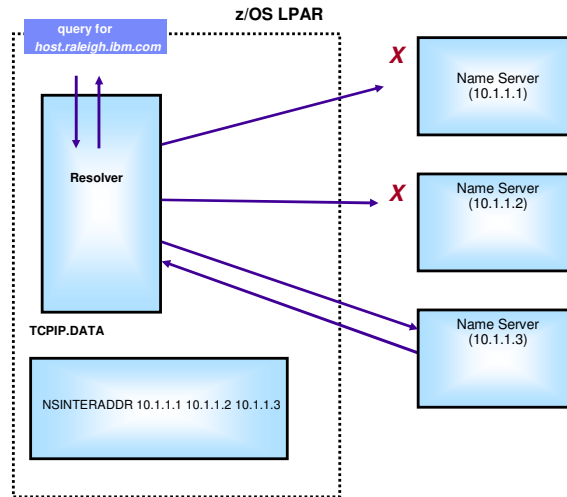 z/OS LPAR
query for
host.raleigh.ibm.com
X
Name Server
(10.1.1.1)
Resolver
X
Name Server
(10.1.1.2)
Name Server
(10.1.1.3)
TCPIP.DATA
NSINTERADDR 10.1.1.1 10.1.1.2 10.1.1.3